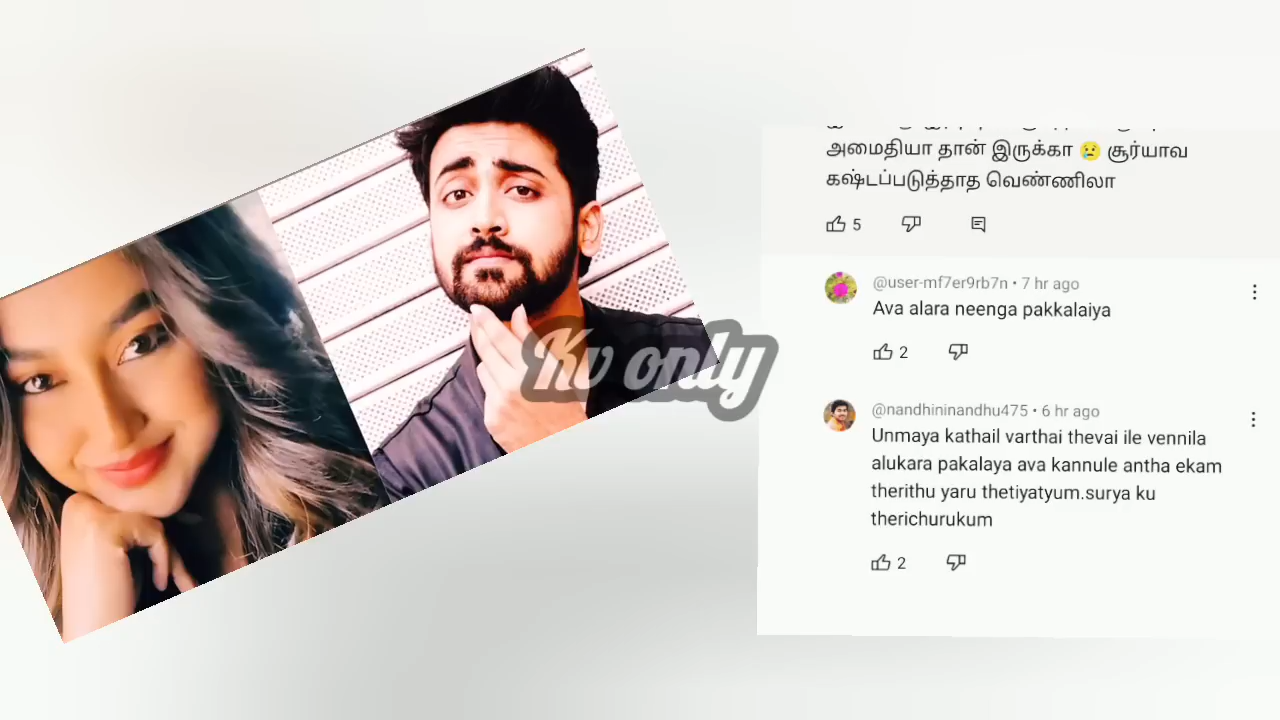 அமைதியா தான் இருக்கா 😢 சூர்யாவ
கஷ்டப்படுத்தாத வெண்ணிலா
5
@user-mf7er9rb7n • 7 hr ago
Ava alara neenga pakkalaiya
2
@nandhininandhu475 • 6 hr ago
Unmaya kathail varthai thevai ile vennila
alukara pakalaya ava kannule antha ekam
therithu yaru thetiyatyum.surya ku
therichurukum
2
Kv only